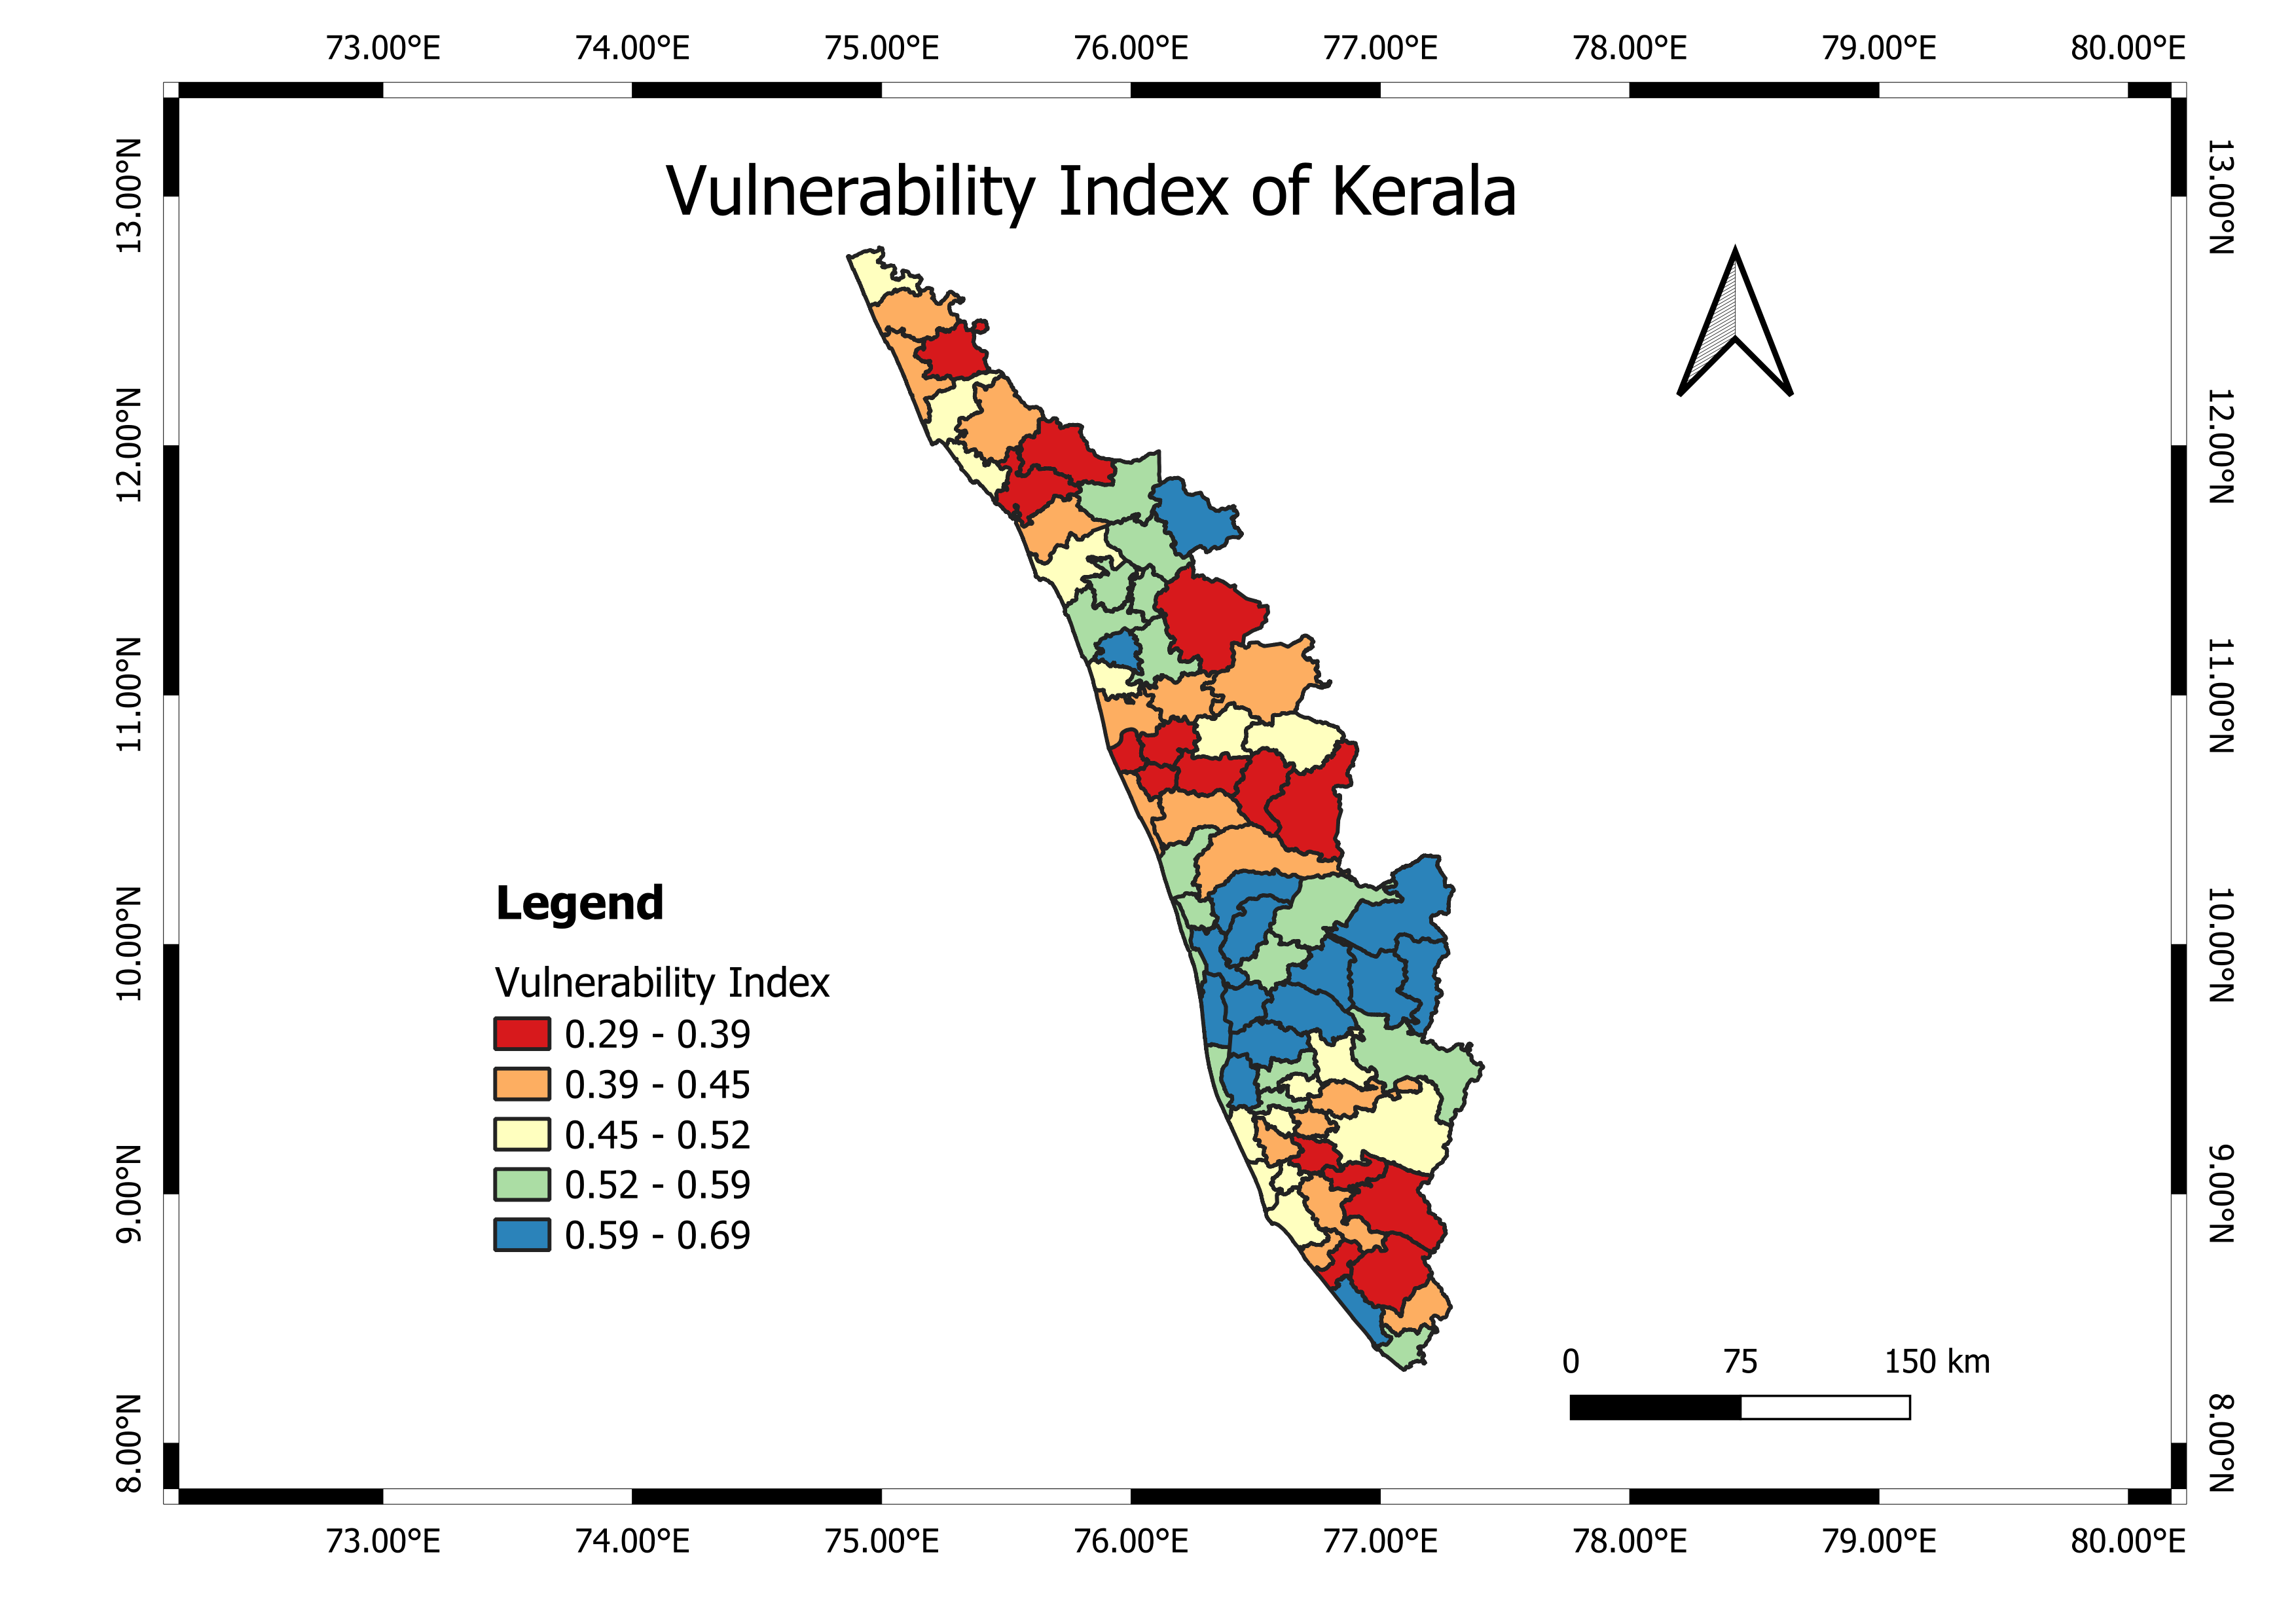 73.00°E 74.00°E 75.00°E 76.00°E 77.00°E 78.00°E 79.00°E 80.00°E
Vulnerability Index of Kerala
13.00°N
12.00°N
11.00°N
10.00°N
9.00°N
8.00°N
13.00°N
12.00°N
11.00°N
10.00°N
9.00°N
8.00°N
Legend
Vulnerability Index
0.29 - 0.39
0.39 - 0.45
0.45 - 0.52
0.52 - 0.59
0.59 - 0.69
0 75 150 km
73.00°E 74.00°E 75.00°E 76.00°E 77.00°E 78.00°E 79.00°E 80.00°E